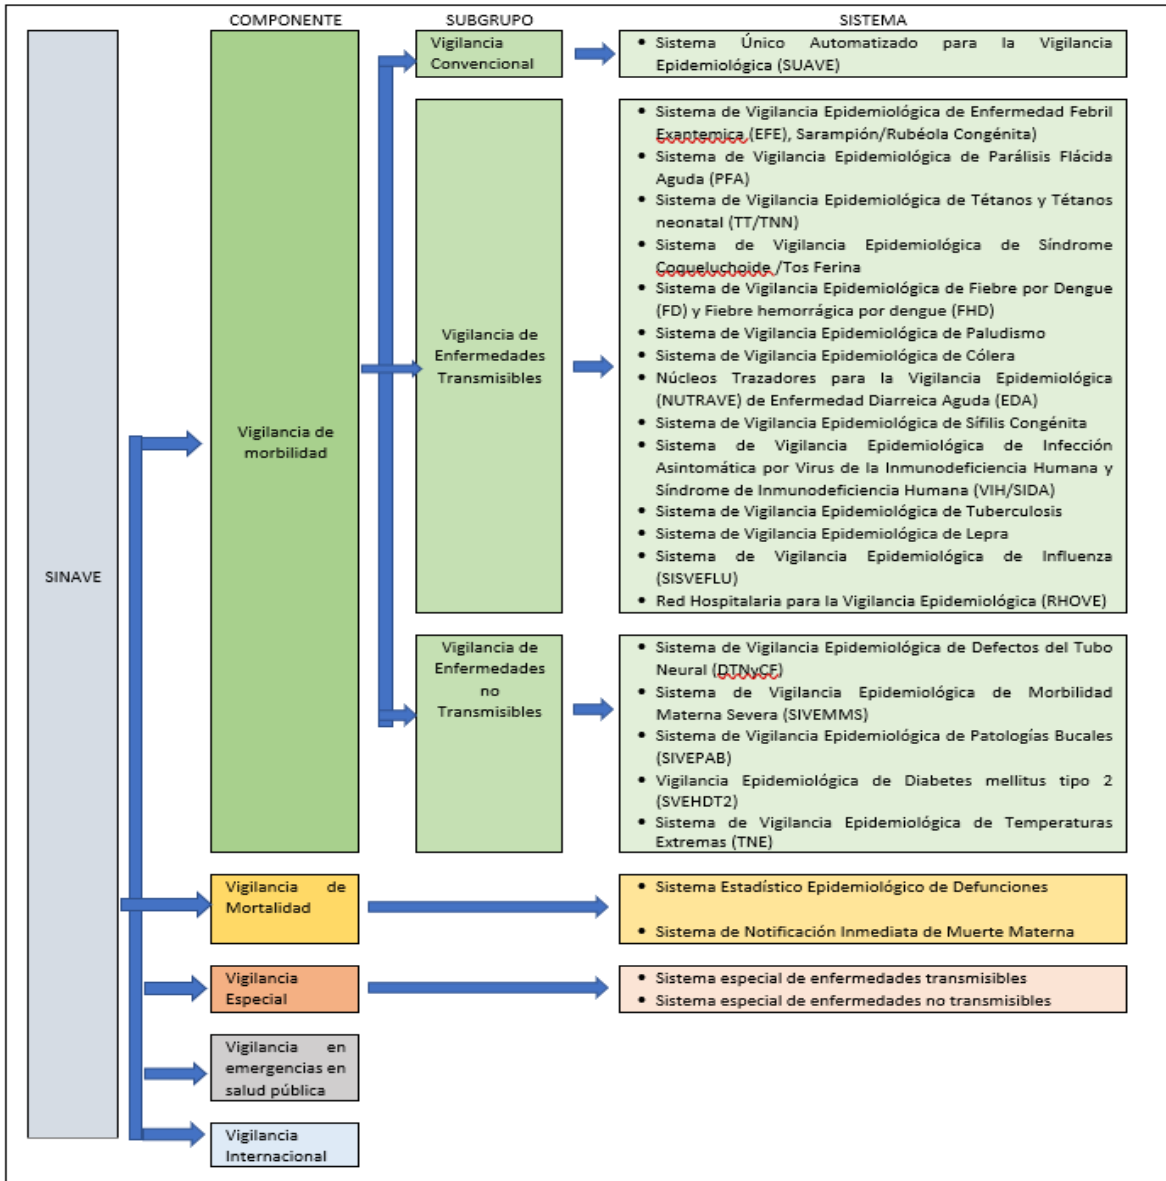 COMPONENTE
SUBGRUPO
SISTEMA
SINAVE
Vigilancia de
morbilidad
Vigilancia
Convencional
• Sistema Único Automatizado para la Vigilancia
Epidemiológica (SUAVE)
Vigilancia de
Enfermedades
Transmisibles
• Sistema de Vigilancia Epidemiológica de Enfermedad Febril
Exantemica (EFE), Sarampión/Rubéola Congénita)
• Sistema de Vigilancia Epidemiológica de Parálisis Flácida
Aguda (PFA)
• Sistema de Vigilancia Epidemiológica de Tétanos y Tétanos
neonatal (TT/TNN)
• Sistema de Vigilancia Epidemiológica de Síndrome
Coqueluchoide /Tos Ferina
• Sistema de Vigilancia Epidemiológica de Fiebre por Dengue
(FD) y Fiebre hemorrágica por dengue (FHD)
• Sistema de Vigilancia Epidemiológica de Paludismo
• Sistema de Vigilancia Epidemiológica de Cólera
• Núcleos Trazadores para la Vigilancia Epidemiológica
(NUTRAVE) de Enfermedad Diarreica Aguda (EDA)
• Sistema de Vigilancia Epidemiológica de Sífilis Congénita
• Sistema de Vigilancia Epidemiológica de Infección
Asintomática por Virus de la Inmunodeficiencia Humana y
Síndrome de Inmunodeficiencia Humana (VIH/SIDA)
• Sistema de Vigilancia Epidemiológica de Tuberculosis
• Sistema de Vigilancia Epidemiológica de Lepra
• Sistema de Vigilancia Epidemiológica de Influenza
(SISVEFLU)
• Red Hospitalaria para la Vigilancia Epidemiológica (RHOVE)
Vigilancia de
Enfermedades
no
Transmisibles
• Sistema de Vigilancia Epidemiológica de Defectos del Tubo
Neural (DTNyCF)
• Sistema de Vigilancia Epidemiológica de Morbilidad
Materna Severa (SIVEMMS)
• Sistema de Vigilancia Epidemiológica de Patologías Bucales
(SIVEPAB)
• Vigilancia Epidemiológica de Diabetes mellitus tipo 2
(SVEHDT2)
• Sistema de Vigilancia Epidemiológica de Temperaturas
Extremas (TNE)
Vigilancia de
Mortalidad
• Sistema Estadístico Epidemiológico de Defunciones
• Sistema de Notificación Inmediata de Muerte Materna
Vigilancia
Especial
• Sistema especial de enfermedades transmisibles
• Sistema especial de enfermedades no transmisibles
Vigilancia en
emergencias en
salud pública
Vigilancia
Internacional